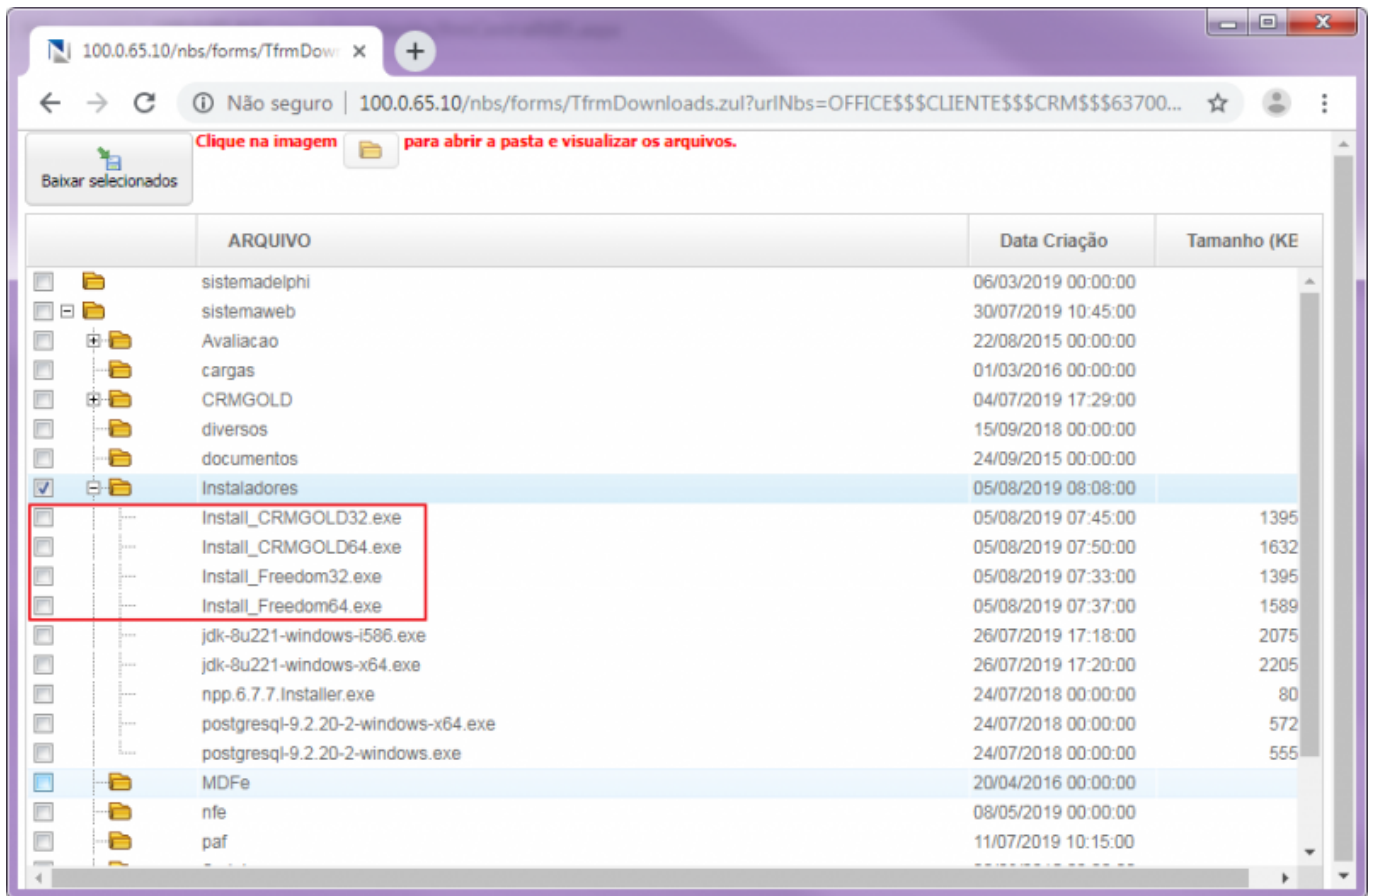 100.0.65.10/nbs/forms/TfrmDow
Não seguro | 100.0.65.10/nbs/forms/TfrmDownloads.zul?urlNbs=OFFICE$$$CLIENTE$$$CRM$$$63700...
Clique na imagem para abrir a pasta e visualizar os arquivos.
Baixar selecionados
ARQUIVO Data Criação Tamanho (KB
sistemadelphi 06/03/2019 00:00:00
sistemaweb 30/07/2019 10:45:00
Avaliacao 22/08/2015 00:00:00
cargas 01/03/2016 00:00:00
CRMGOLD 04/07/2019 17:29:00
diversos 15/09/2018 00:00:00
documentos 24/09/2015 00:00:00
Instaladores 05/08/2019 08:08:00
Install_CRMGOLD32.exe 05/08/2019 07:45:00 1395
Install_CRMGOLD64.exe 05/08/2019 07:50:00 1632
Install_Freedom32.exe 05/08/2019 07:33:00 1395
Install_Freedom64.exe 05/08/2019 07:37:00 1589
jdk-8u221-windows-i586.exe 26/07/2019 17:18:00 2075
jdk-8u221-windows-x64.exe 26/07/2019 17:20:00 2205
npp.6.7.7.Installer.exe 24/07/2018 00:00:00 80
postgresql-9.2.20-2-windows-x64.exe 24/07/2018 00:00:00 572
postgresql-9.2.20-2-windows.exe 24/07/2018 00:00:00 555
MDFe 20/04/2016 00:00:00
nfe 08/05/2019 00:00:00
paf 11/07/2019 10:15:00